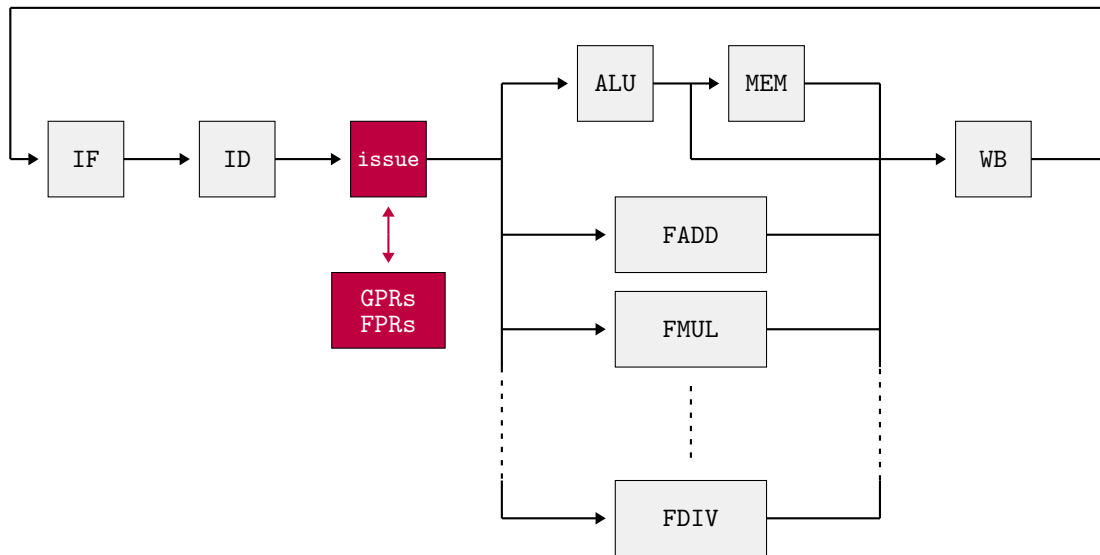 ALU
MEM
IF
ID
issue
WB
FADD
GPRs
FPRs
FMUL
FDIV